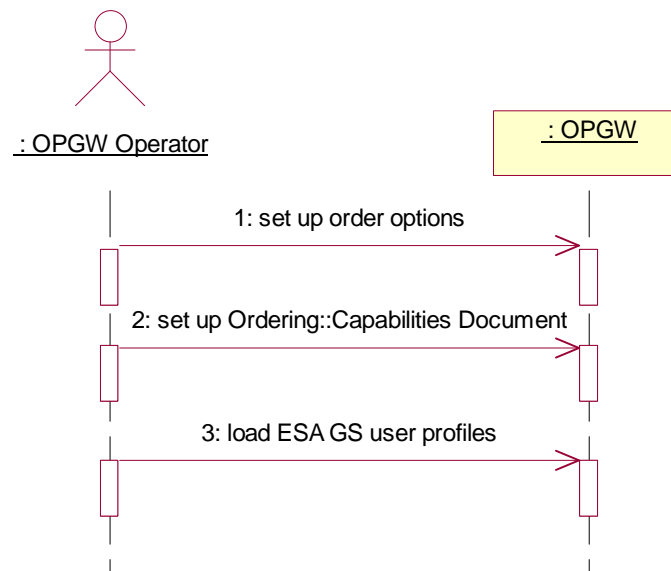 : OPGW Operator
: OPGW
1: set up order options
2: set up Ordering::Capabilities Document
3: load ESA GS user profiles